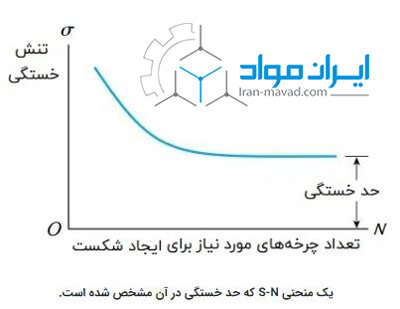 σ
تنش
خستگی
ایران مواد
Iran-mavad.com
حد خستگی
O
N
تعداد چرخه‌های مورد نیاز برای ایجاد شکست
یک منحنی S-N که حد خستگی در آن مشخص شده است.